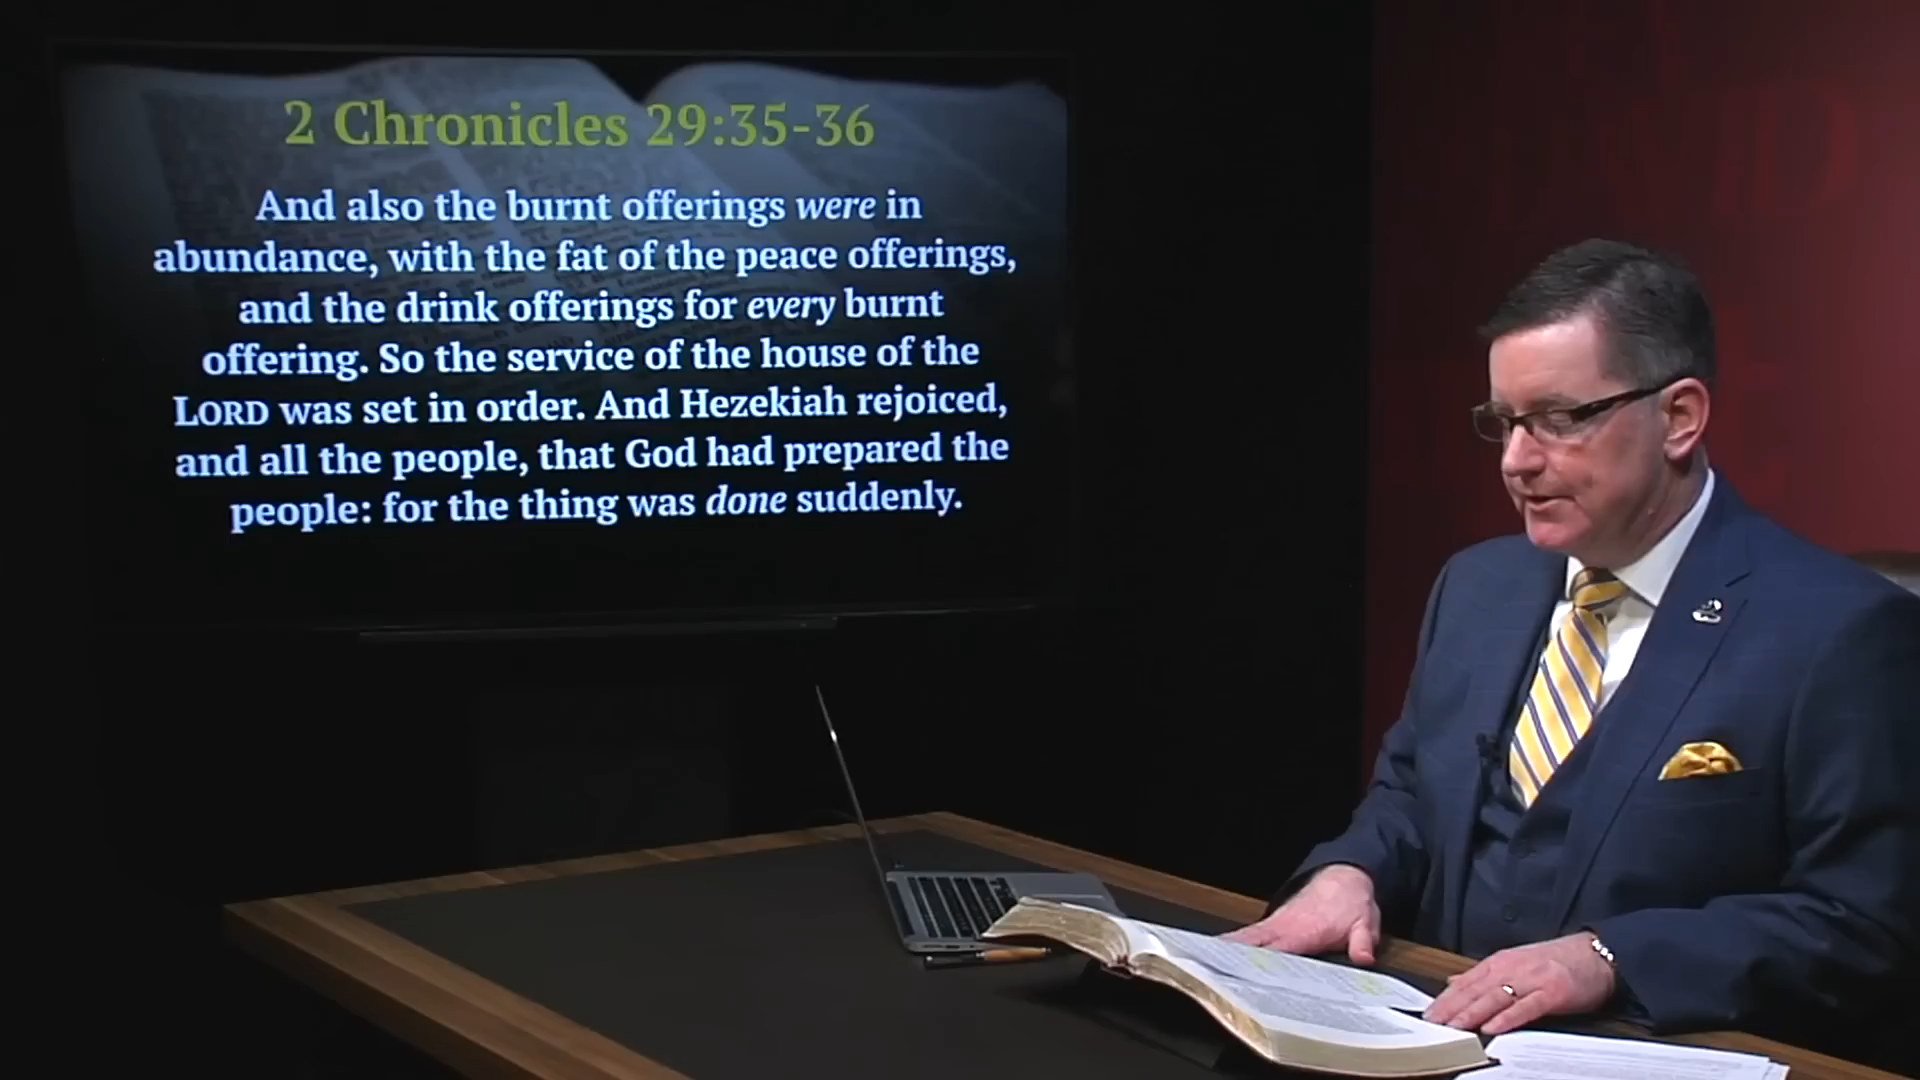 2 Chronicles 29:35-36
And also the burnt offerings were in
abundance, with the fat of the peace offerings,
and the drink offerings for every burnt
offering. So the service of the house of the
LORD was set in order. And Hezekiah rejoiced,
and all the people, that God had prepared the
people: for the thing was done suddenly.